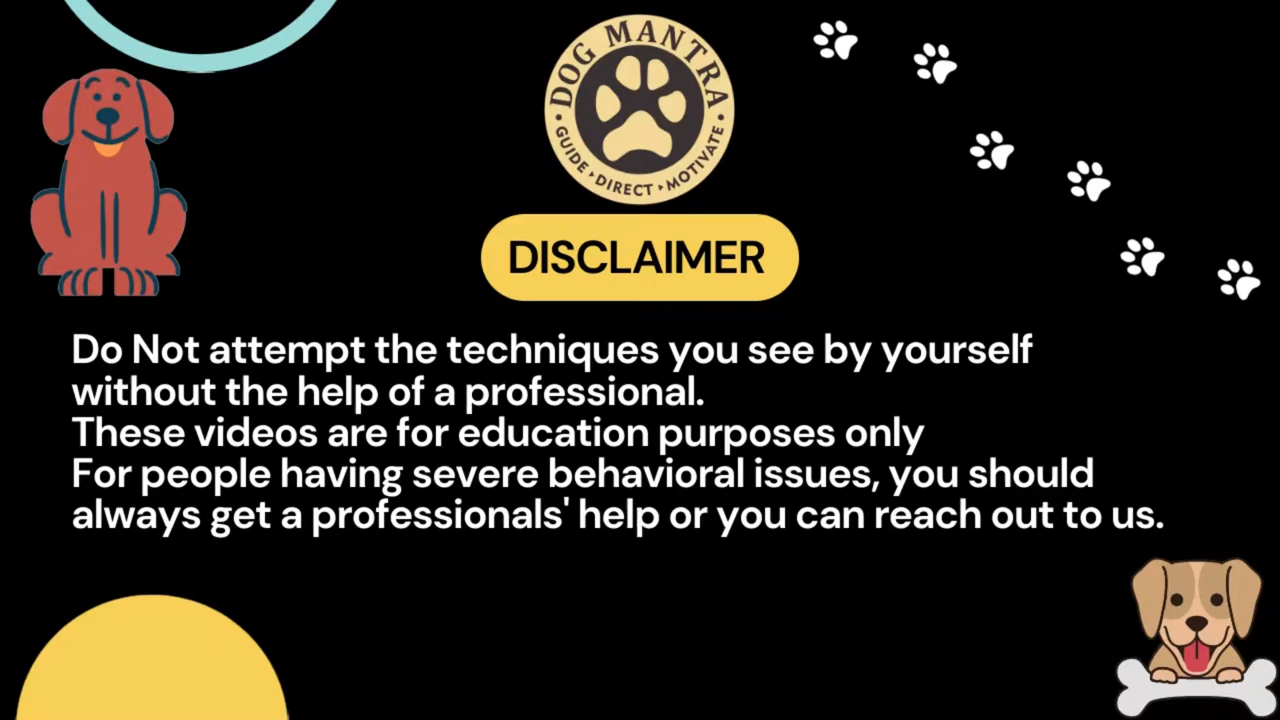 DOG MANTRA
GUIDE • DIRECT • MOTIVATE
DISCLAIMER
Do Not attempt the techniques you see by yourself
without the help of a professional.
These videos are for education purposes only
For people having severe behavioral issues, you should
always get a professionals' help or you can reach out to us.